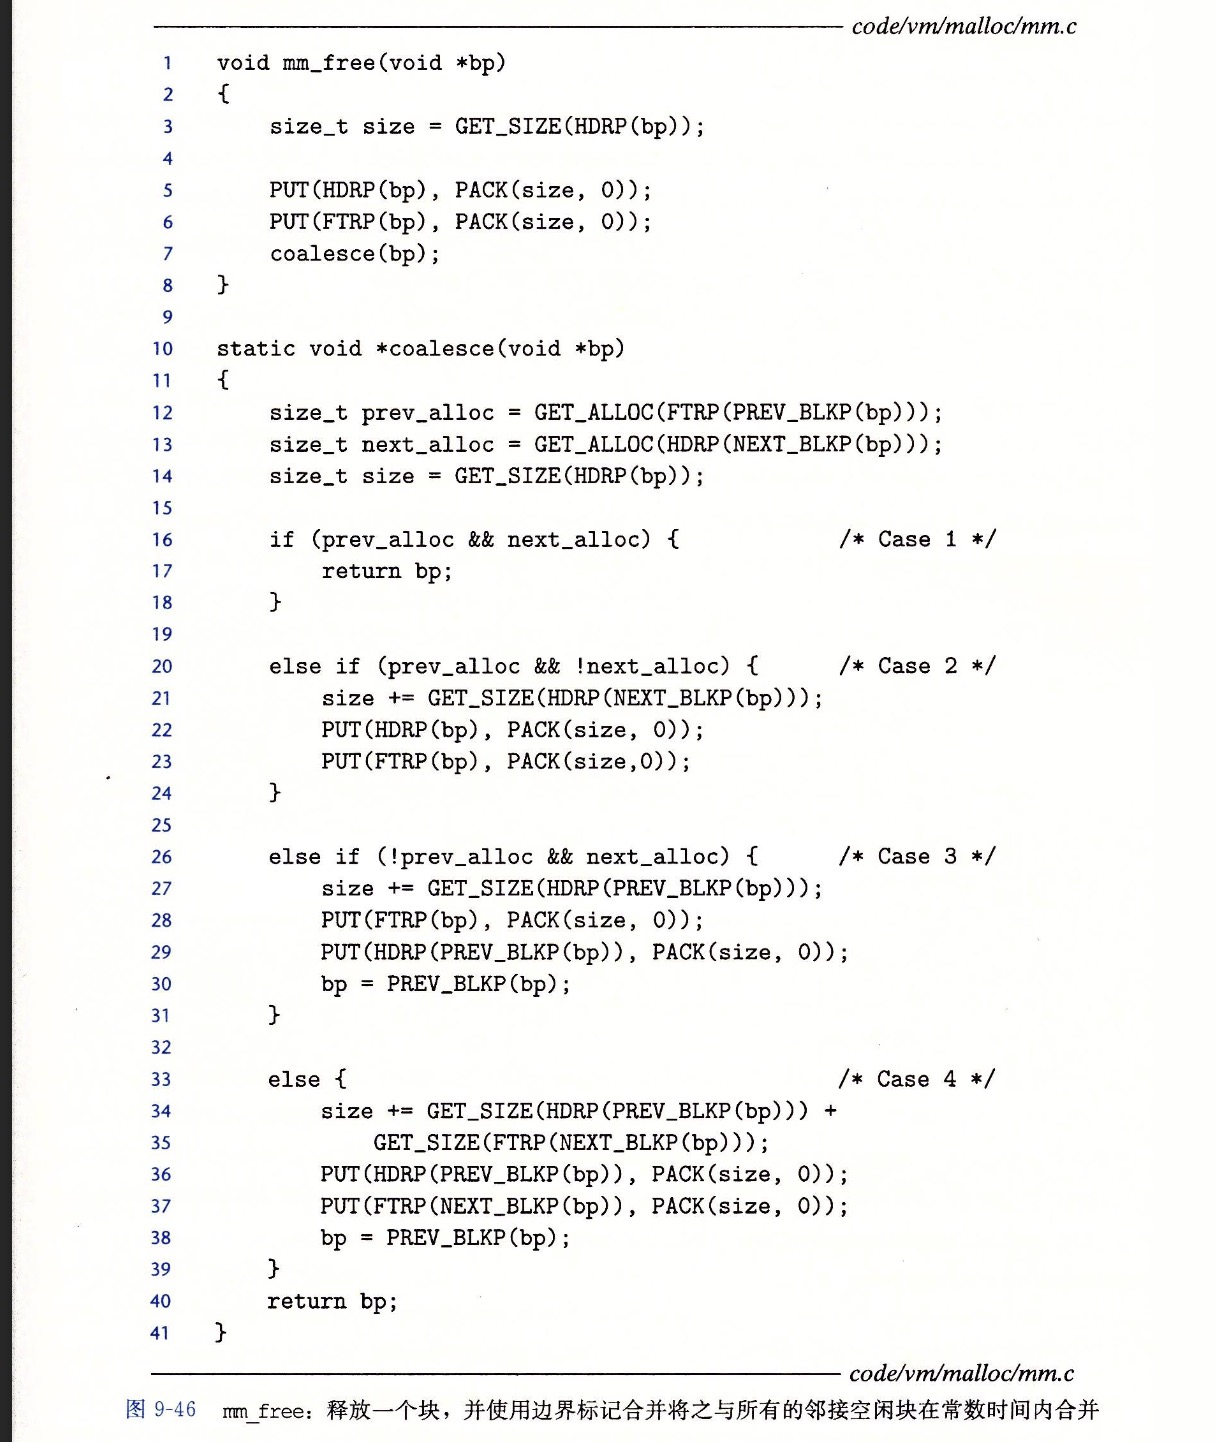 code/vm/malloc/mm.c
1 void mm_free(void *bp)
2 {
3 size_t size = GET_SIZE(HDRP(bp));
4
5 PUT(HDRP(bp), PACK(size, 0));
6 PUT(FTRP(bp), PACK(size, 0));
7 coalesce(bp);
8 }
9
10 static void *coalesce(void *bp)
11 {
12 size_t prev_alloc = GET_ALLOC(FTRP(PREV_BLKP(bp)));
13 size_t next_alloc = GET_ALLOC(HDRP(NEXT_BLKP(bp)));
14 size_t size = GET_SIZE(HDRP(bp));
15
16 if (prev_alloc && next_alloc) { /* Case 1 */
17 return bp;
18 }
19
20 else if (prev_alloc && !next_alloc) { /* Case 2 */
21 size += GET_SIZE(HDRP(NEXT_BLKP(bp)));
22 PUT(HDRP(bp), PACK(size, 0));
23 PUT(FTRP(bp), PACK(size,0));
24 }
25
26 else if (!prev_alloc && next_alloc) { /* Case 3 */
27 size += GET_SIZE(HDRP(PREV_BLKP(bp)));
28 PUT(FTRP(bp), PACK(size, 0));
29 PUT(HDRP(PREV_BLKP(bp)), PACK(size, 0));
30 bp = PREV_BLKP(bp);
31 }
32
33 else { /* Case 4 */
34 size += GET_SIZE(HDRP(PREV_BLKP(bp))) +
35 GET_SIZE(FTRP(NEXT_BLKP(bp)));
36 PUT(HDRP(PREV_BLKP(bp)), PACK(size, 0));
37 PUT(FTRP(NEXT_BLKP(bp)), PACK(size, 0));
38 bp = PREV_BLKP(bp);
39 }
40 return bp;
41 }
code/vm/malloc/mm.c
图 9-46 mm_free：释放一个块，并使用边界标记合并将之与所有的邻接空闲块在常数时间内合并